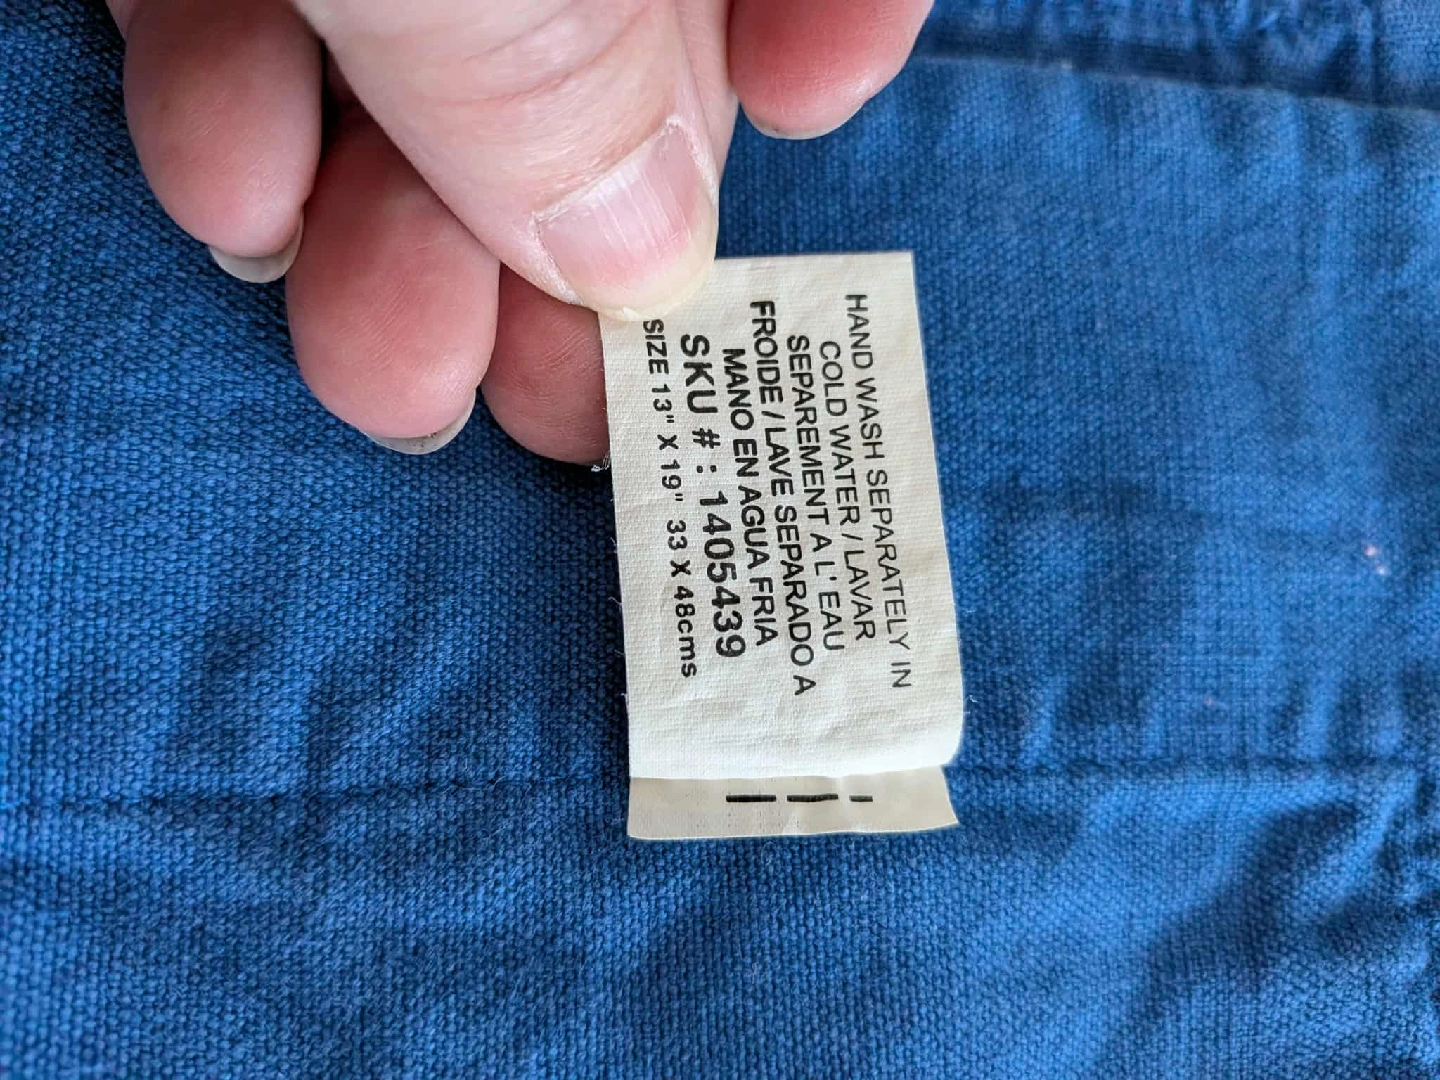 HAND WASH SEPARATELY IN
COLD WATER / LAVAR
SEPAREMENT A L' EAU
FROIDE / LAVE SEPARADO A
MANO EN AGUA FRIA
SKU # : 1405439
SIZE 13" X 19" 33 X 48cms